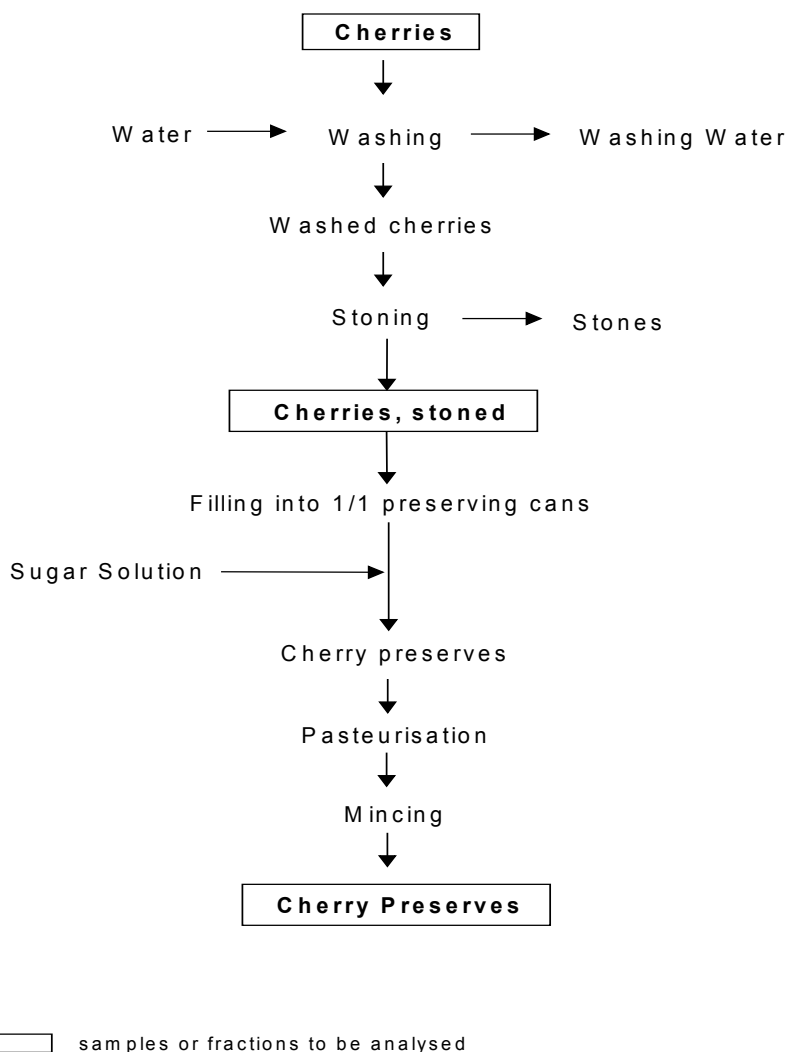 Cherries
Water Washing Washing Water
Washed cherries
Stoning Stones
Cherries, stoned
Filling into 1/1 preserving cans
Sugar Solution
Cherry preserves
Pasteurisation
Mincing
Cherry Preserves
samples or fractions to be analysed